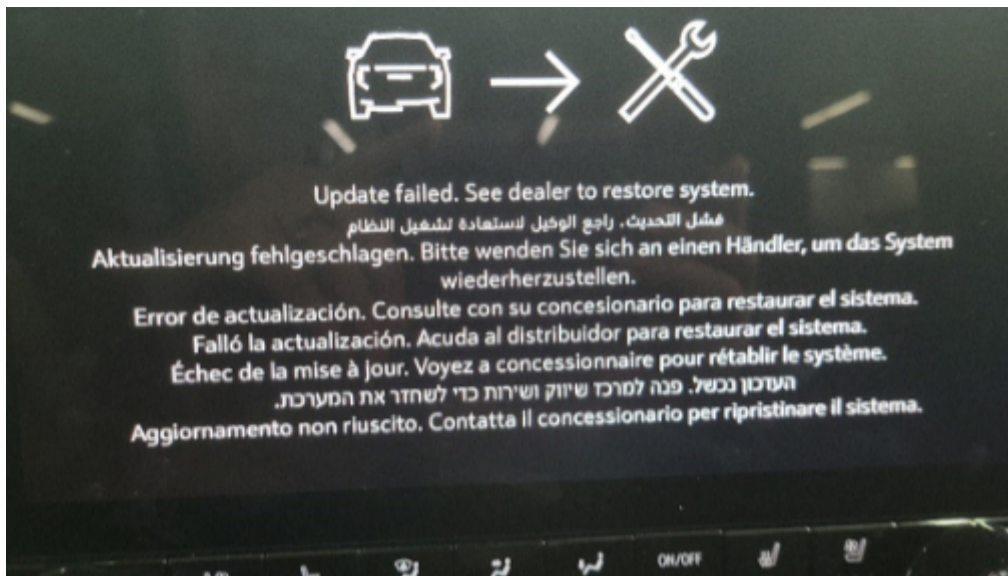 Update failed. See dealer to restore system.
فشل التحديث. راجع الوكيل لاستعادة تشغيل النظام
Aktualisierung fehlgeschlagen. Bitte wenden Sie sich an einen Händler, um das System
wiederherzustellen.
Error de actualización. Consulte con su concesionario para restaurar el sistema.
Falló la actualización. Acuda al distribuidor para restaurar el sistema.
Échec de la mise à jour. Voyez a concessionnaire pour rétablir le système.
העדכון נכשל. פנה למרכז שיווק ושירות כדי לשחזר את המערכת.
Aggiornamento non riuscito. Contatta il concessionario per ripristinare il sistema.
ON/OFF